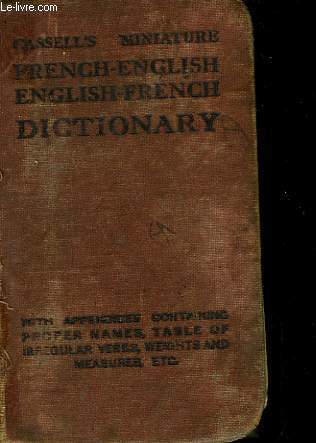 © Le-livre.com
CASSELL'S MINIATURE
FRENCH-ENGLISH
ENGLISH-FRENCH
DICTIONARY
WITH APPENDICES CONTAINING
PROPER NAMES, TABLE OF
IRREGULAR VERBS, WEIGHTS AND
MEASURES, ETC.